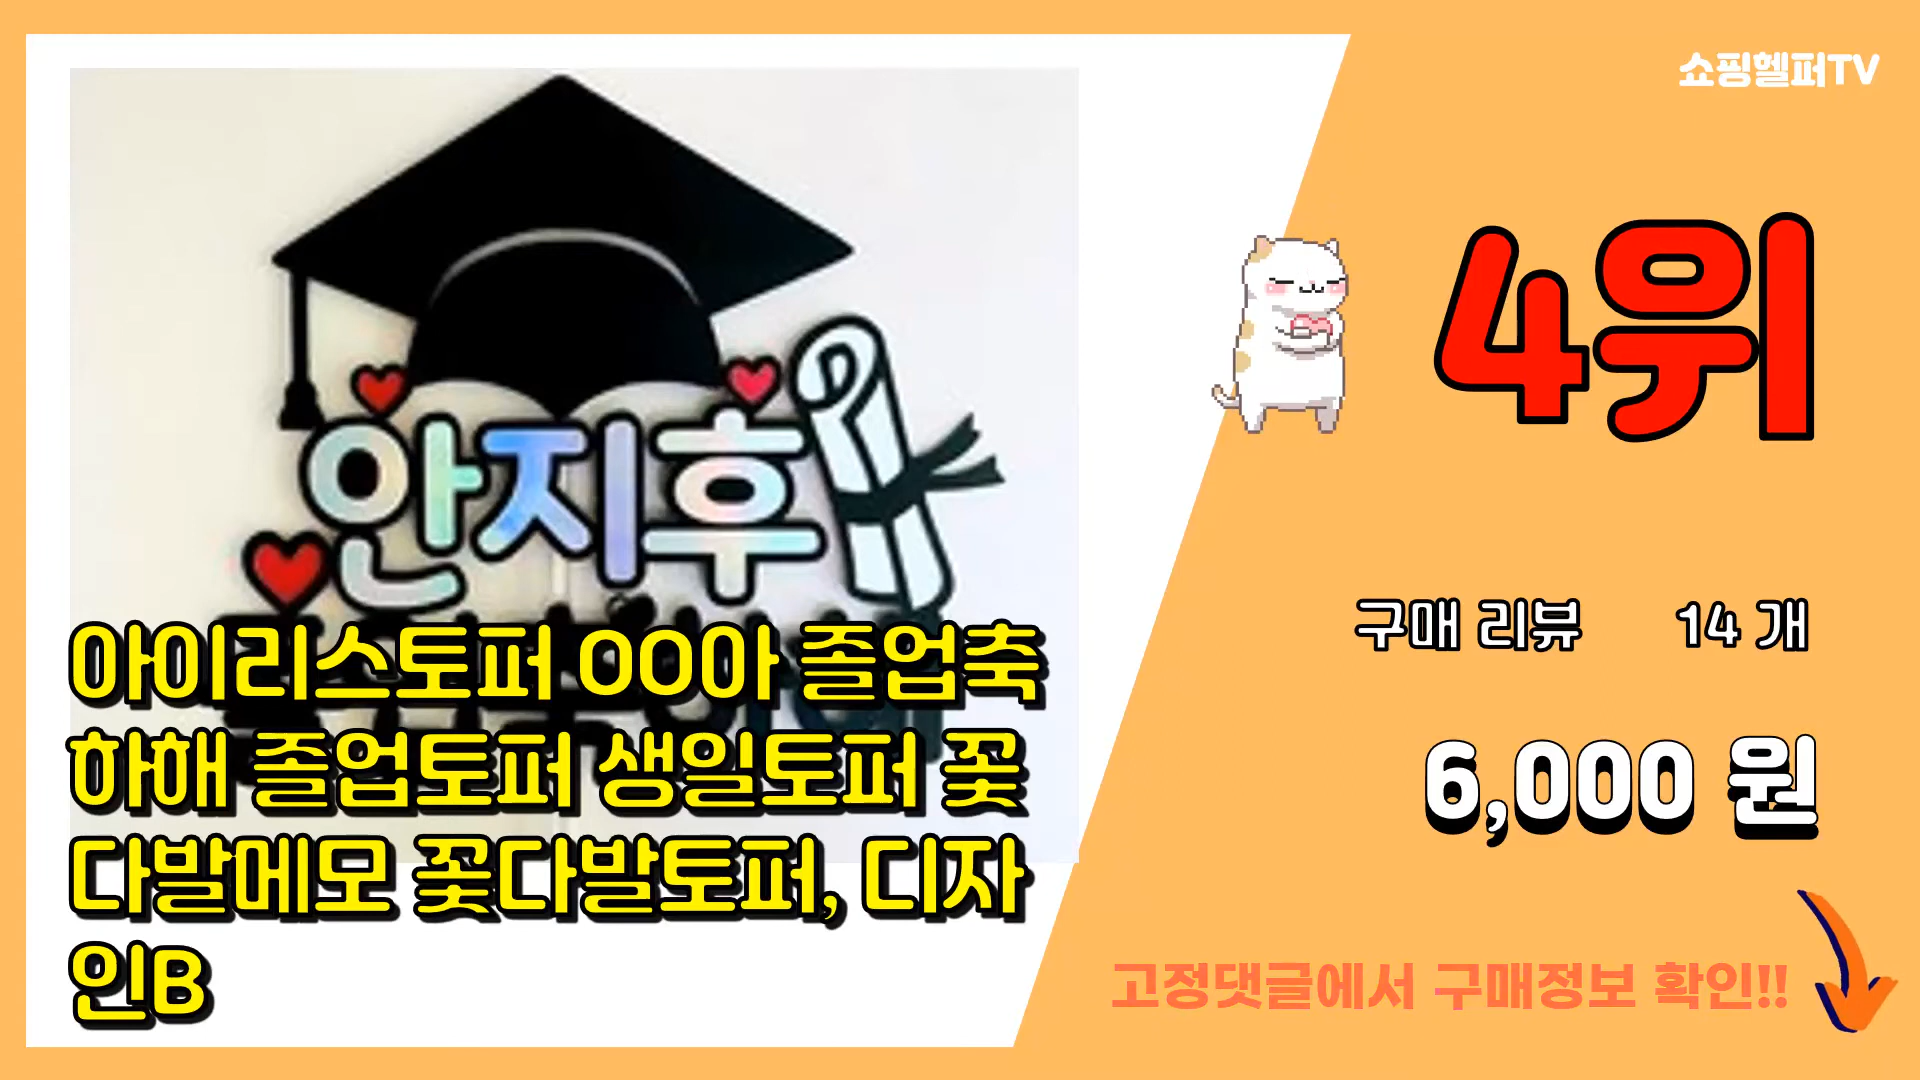 쇼핑헬퍼TV
4위
안지후
아이리스토퍼 OO아 졸업축
하해 졸업토퍼 생일토퍼 꽃
다발메모 꽃다발토퍼, 디자
인B
구매 리뷰 14 개
6,000 원
고정댓글에서 구매정보 확인!!